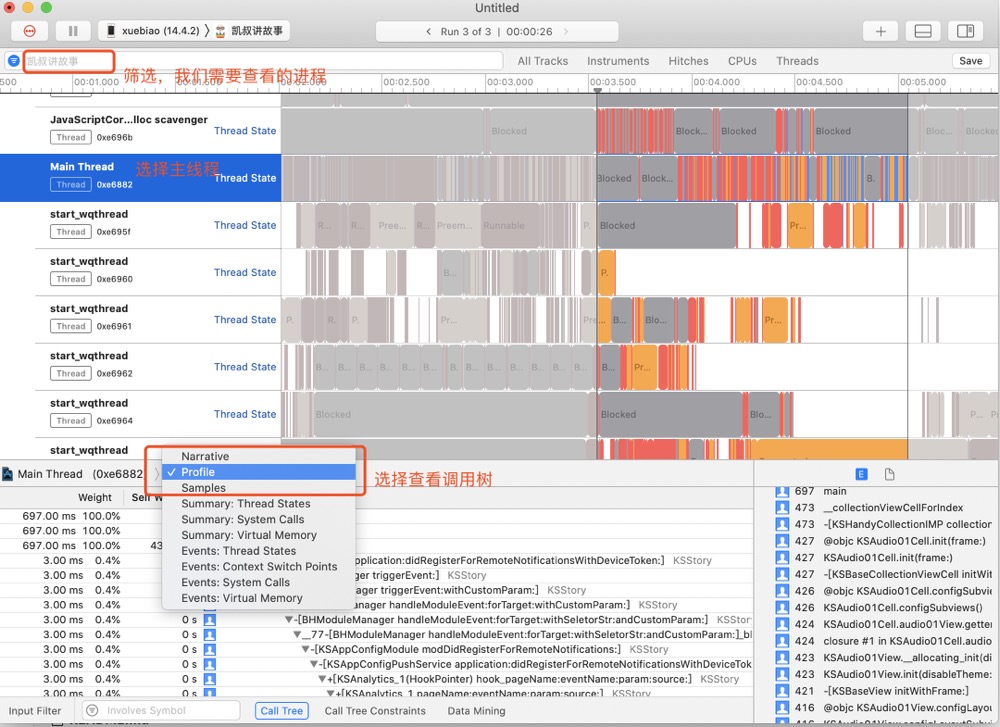 Untitled
xuebiao (14.4.2) 〉 凯叔讲故事
Run 3 of 3 | 00:00:26
凯叔讲故事
All Tracks Instruments Hitches CPUs Threads Save
筛选，我们需要查看的进程
500 00:01.000 00:02.500 00:03.000 00:03.500 00:04.000 00:04.500 00:05.000
JavaScriptCor...lloc scavenger
Thread 0xe696b
Thread State
Blocked Block... Blocked Blocked Bloc... Blocked
Main Thread
选择主线程
Thread 0xe6882
Thread State
Blocked Block... B.
start_wqthread
Thread 0xe695f
Thread State
R... R... Pree... R... Preem... Runnable P. Blocked Pr...
start_wqthread
Thread 0xe6960
Thread State
B... P.
start_wqthread
Thread 0xe6961
Thread State
P. R. P. Pr... Pre... B... Blo... Pr...
start_wqthread
Thread 0xe6962
Thread State
B... B... B... B... B... B... B... B... B... B... B... B... B... B... Pr...
start_wqthread
Thread 0xe6964
Thread State
Blocked Blocked Blo... P... P...
start_wqthread
Main Thread (0xe6882)
Narrative
✓ Profile
Samples
Summary: Thread States
Summary: System Calls
Summary: Virtual Memory
Events: Thread States
Events: Context Switch Points
Events: System Calls
Events: Virtual Memory
选择查看调用树
Weight Self W
697.00 ms 100.0%
697.00 ms 100.0%
697.00 ms 100.0% 43
3.00 ms 0.4% pplication:didRegisterForRemoteNotificationsWithDeviceToken:] KSStory
3.00 ms 0.4% ager triggerEvent:] KSStory
3.00 ms 0.4% ager triggerEvent:withCustomParam:] KSStory
3.00 ms 0.4% nager handleModuleEvent:forTarget:withCustomParam:] KSStory
3.00 ms 0.4% 0 s ▼-[BHModuleManager handleModuleEvent:forTarget:withSeletorStr:andCustomParam:] KSStor
3.00 ms 0.4% 0 s ▼__77-[BHModuleManager handleModuleEvent:forTarget:withSeletorStr:andCustomParam:]_bl
3.00 ms 0.4% 0 s ▼-[KSAppConfigModule modDidRegisterForRemoteNotifications:] KSStory
3.00 ms 0.4% 0 s ▼-[KSAppConfigPushService application:didRegisterForRemoteNotificationsWithDeviceTok
3.00 ms 0.4% 0 s ▼+[KSAnalytics_1(HookPointer) hook_pageName:eventName:param:source:] KSStory
3.00 ms 0.4% 0 s ▼+[KSAnalytics_1 pageName:eventName:param:source:] KSStory
E
697 main
473 __collectionViewCellForIndex
473 -[KSHandyCollectionIMP collection
427 @objc KSAudio01Cell.init(frame:)
427 KSAudio01Cell.init(frame:)
427 -[KSBaseCollectionViewCell initWit
426 @objc KSAudio01Cell.configSubvie
426 KSAudio01Cell.configSubviews()
424 KSAudio01Cell.audio01View.getter
424 closure #1 in KSAudio01Cell.audio
423 KSAudio01View.__allocating_init(di
423 KSAudio01View.init(disableTheme:
421 -[KSBaseView initWithFrame:]
416 @objc KSAudio01View.configLayou
Input Filter Involves Symbol Call Tree Call Tree Constraints Data Mining